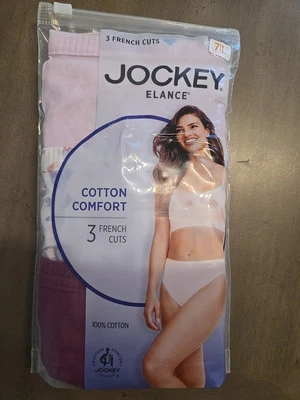 3 FRENCH CUTS
7/L
JOCKEY®
ELANCE®
COTTON
COMFORT
3 FRENCH
CUTS
100% COTTON
JOCKEY